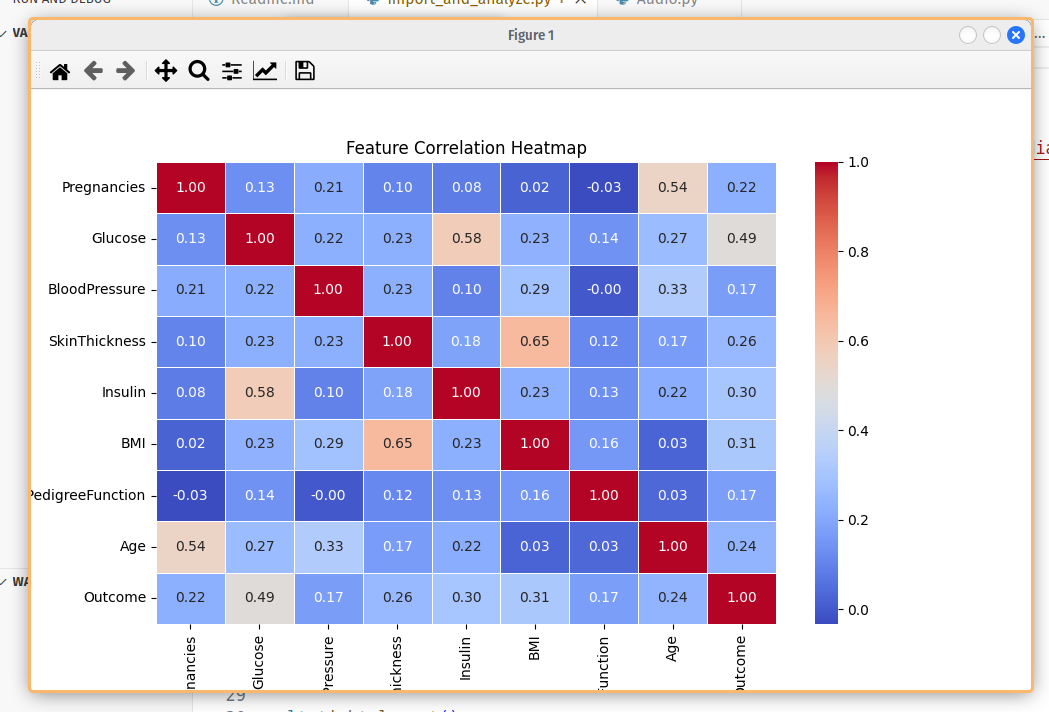 RUN AND DEBUG
Readme.md
import_and_analyze.py
Audio.py
VA
Figure 1
Feature Correlation Heatmap
Pregnancies 1.00 0.13 0.21 0.10 0.08 0.02 -0.03 0.54 0.22
Glucose 0.13 1.00 0.22 0.23 0.58 0.23 0.14 0.27 0.49
BloodPressure 0.21 0.22 1.00 0.23 0.10 0.29 -0.00 0.33 0.17
SkinThickness 0.10 0.23 0.23 1.00 0.18 0.65 0.12 0.17 0.26
Insulin 0.08 0.58 0.10 0.18 1.00 0.23 0.13 0.22 0.30
BMI 0.02 0.23 0.29 0.65 0.23 1.00 0.16 0.03 0.31
PedigreeFunction -0.03 0.14 -0.00 0.12 0.13 0.16 1.00 0.03 0.17
Age 0.54 0.27 0.33 0.17 0.22 0.03 0.03 1.00 0.24
Outcome 0.22 0.49 0.17 0.26 0.30 0.31 0.17 0.24 1.00
nancies Glucose Pressure ickness Insulin BMI unction Age utcome
1.0
0.8
0.6
0.4
0.2
0.0
WA
29